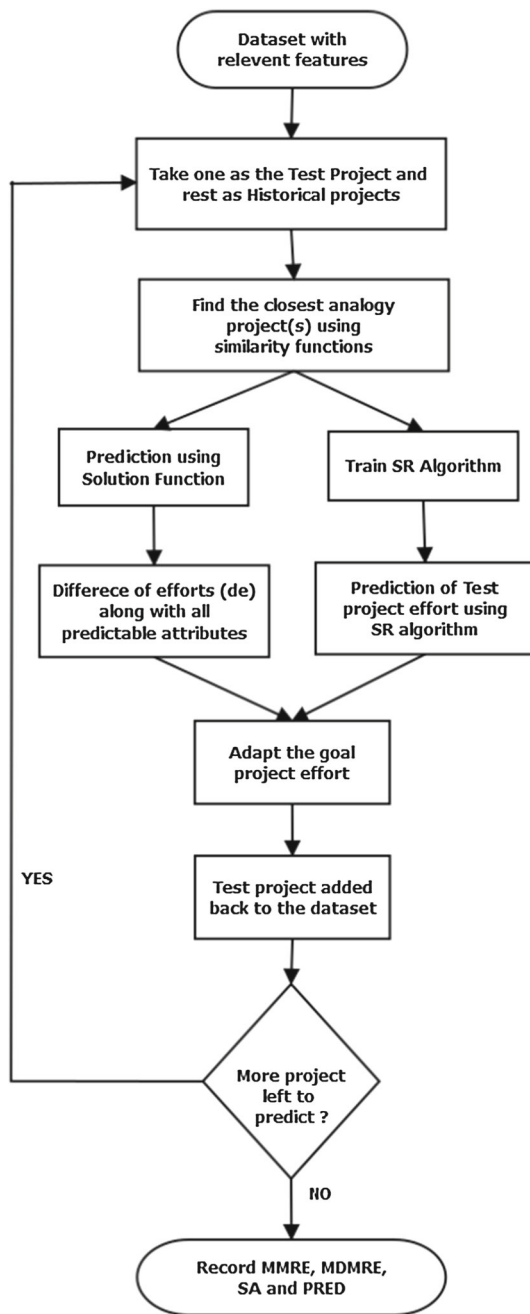 Dataset with
relevent features
Take one as the Test Project and
rest as Historical projects
Find the closest analogy
project(s) using
similarity functions
Prediction using
Solution Function
Train SR Algorithm
Differece of efforts (de)
along with all
predictable attributes
Prediction of Test
project effort using
SR algorithm
Adapt the goal
project effort
Test project added
back to the dataset
YES
More project
left to
predict ?
NO
Record MMRE, MDMRE,
SA and PRED